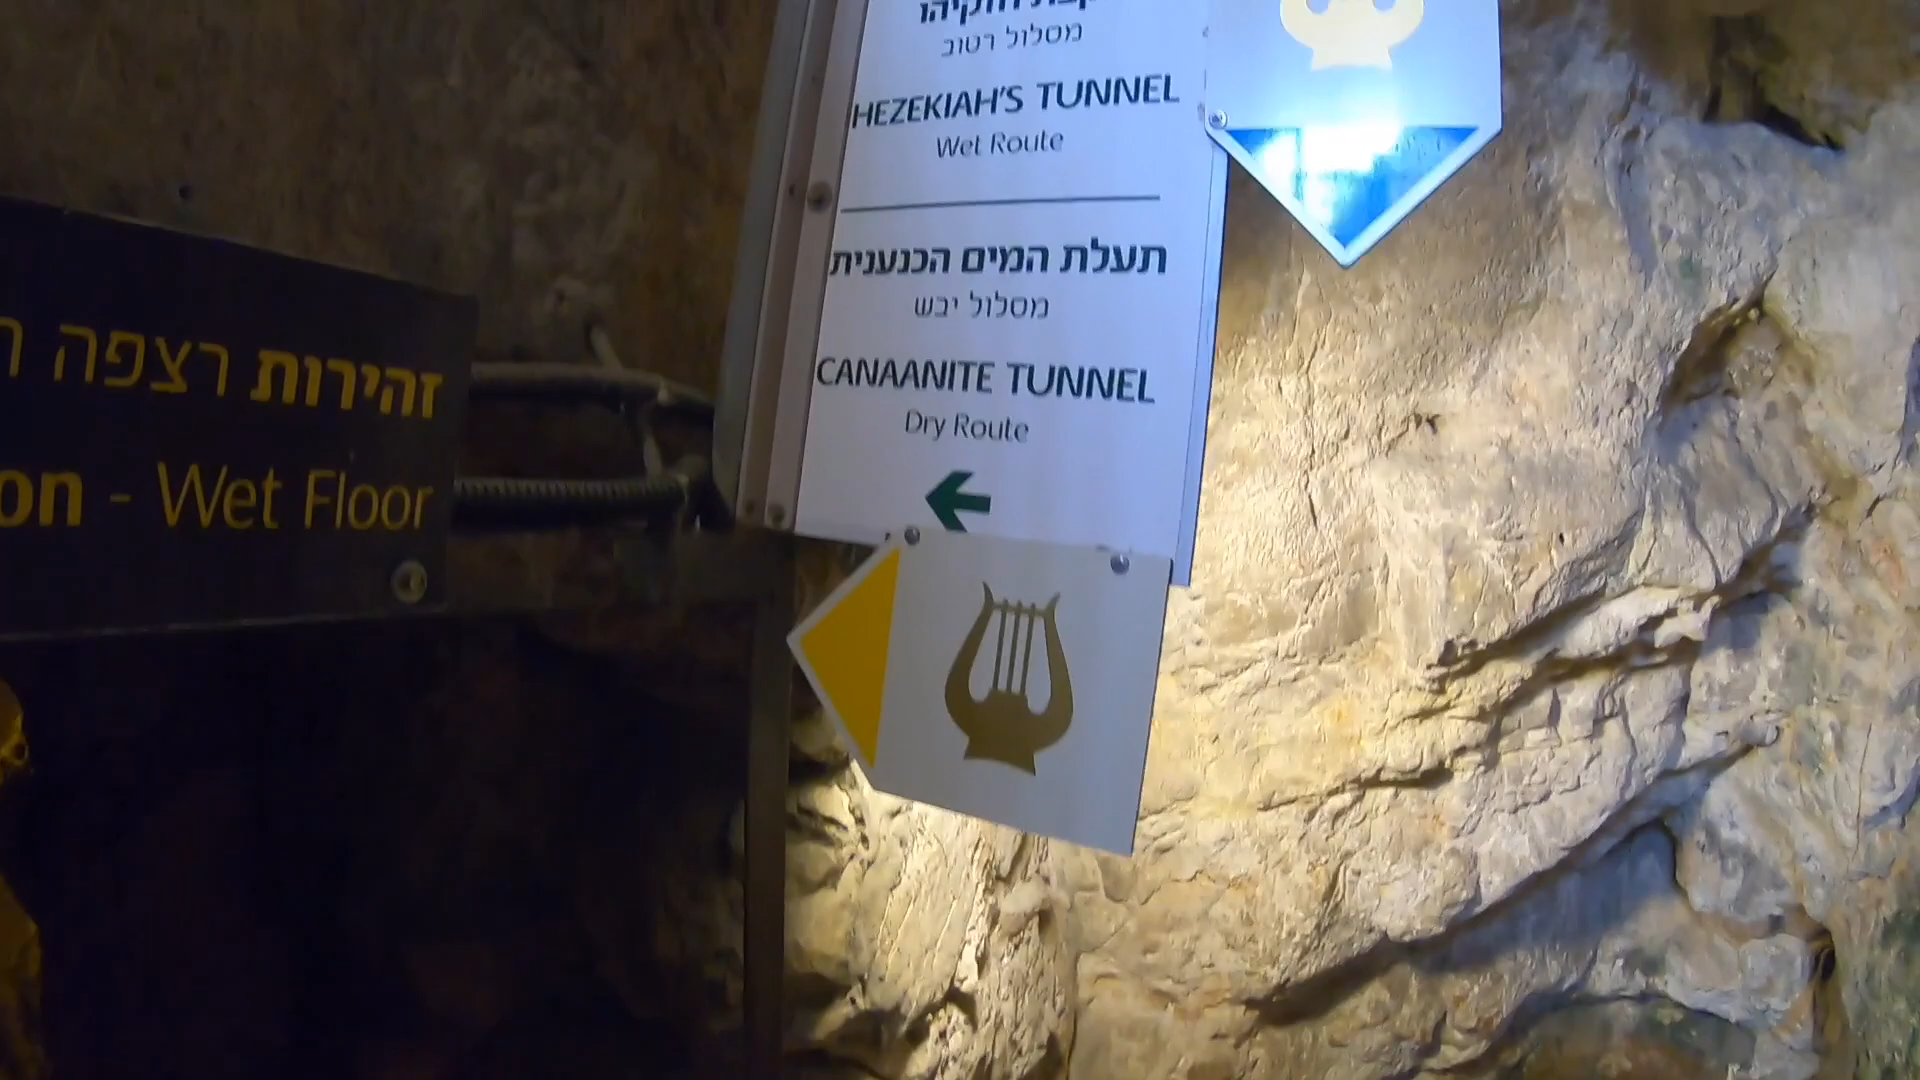 מסלול רטוב
HEZEKIAH'S TUNNEL
Wet Route
תעלת המים הכנענית
מסלול יבש
CANAANITE TUNNEL
Dry Route
זהירות רצפה
- Wet Floor